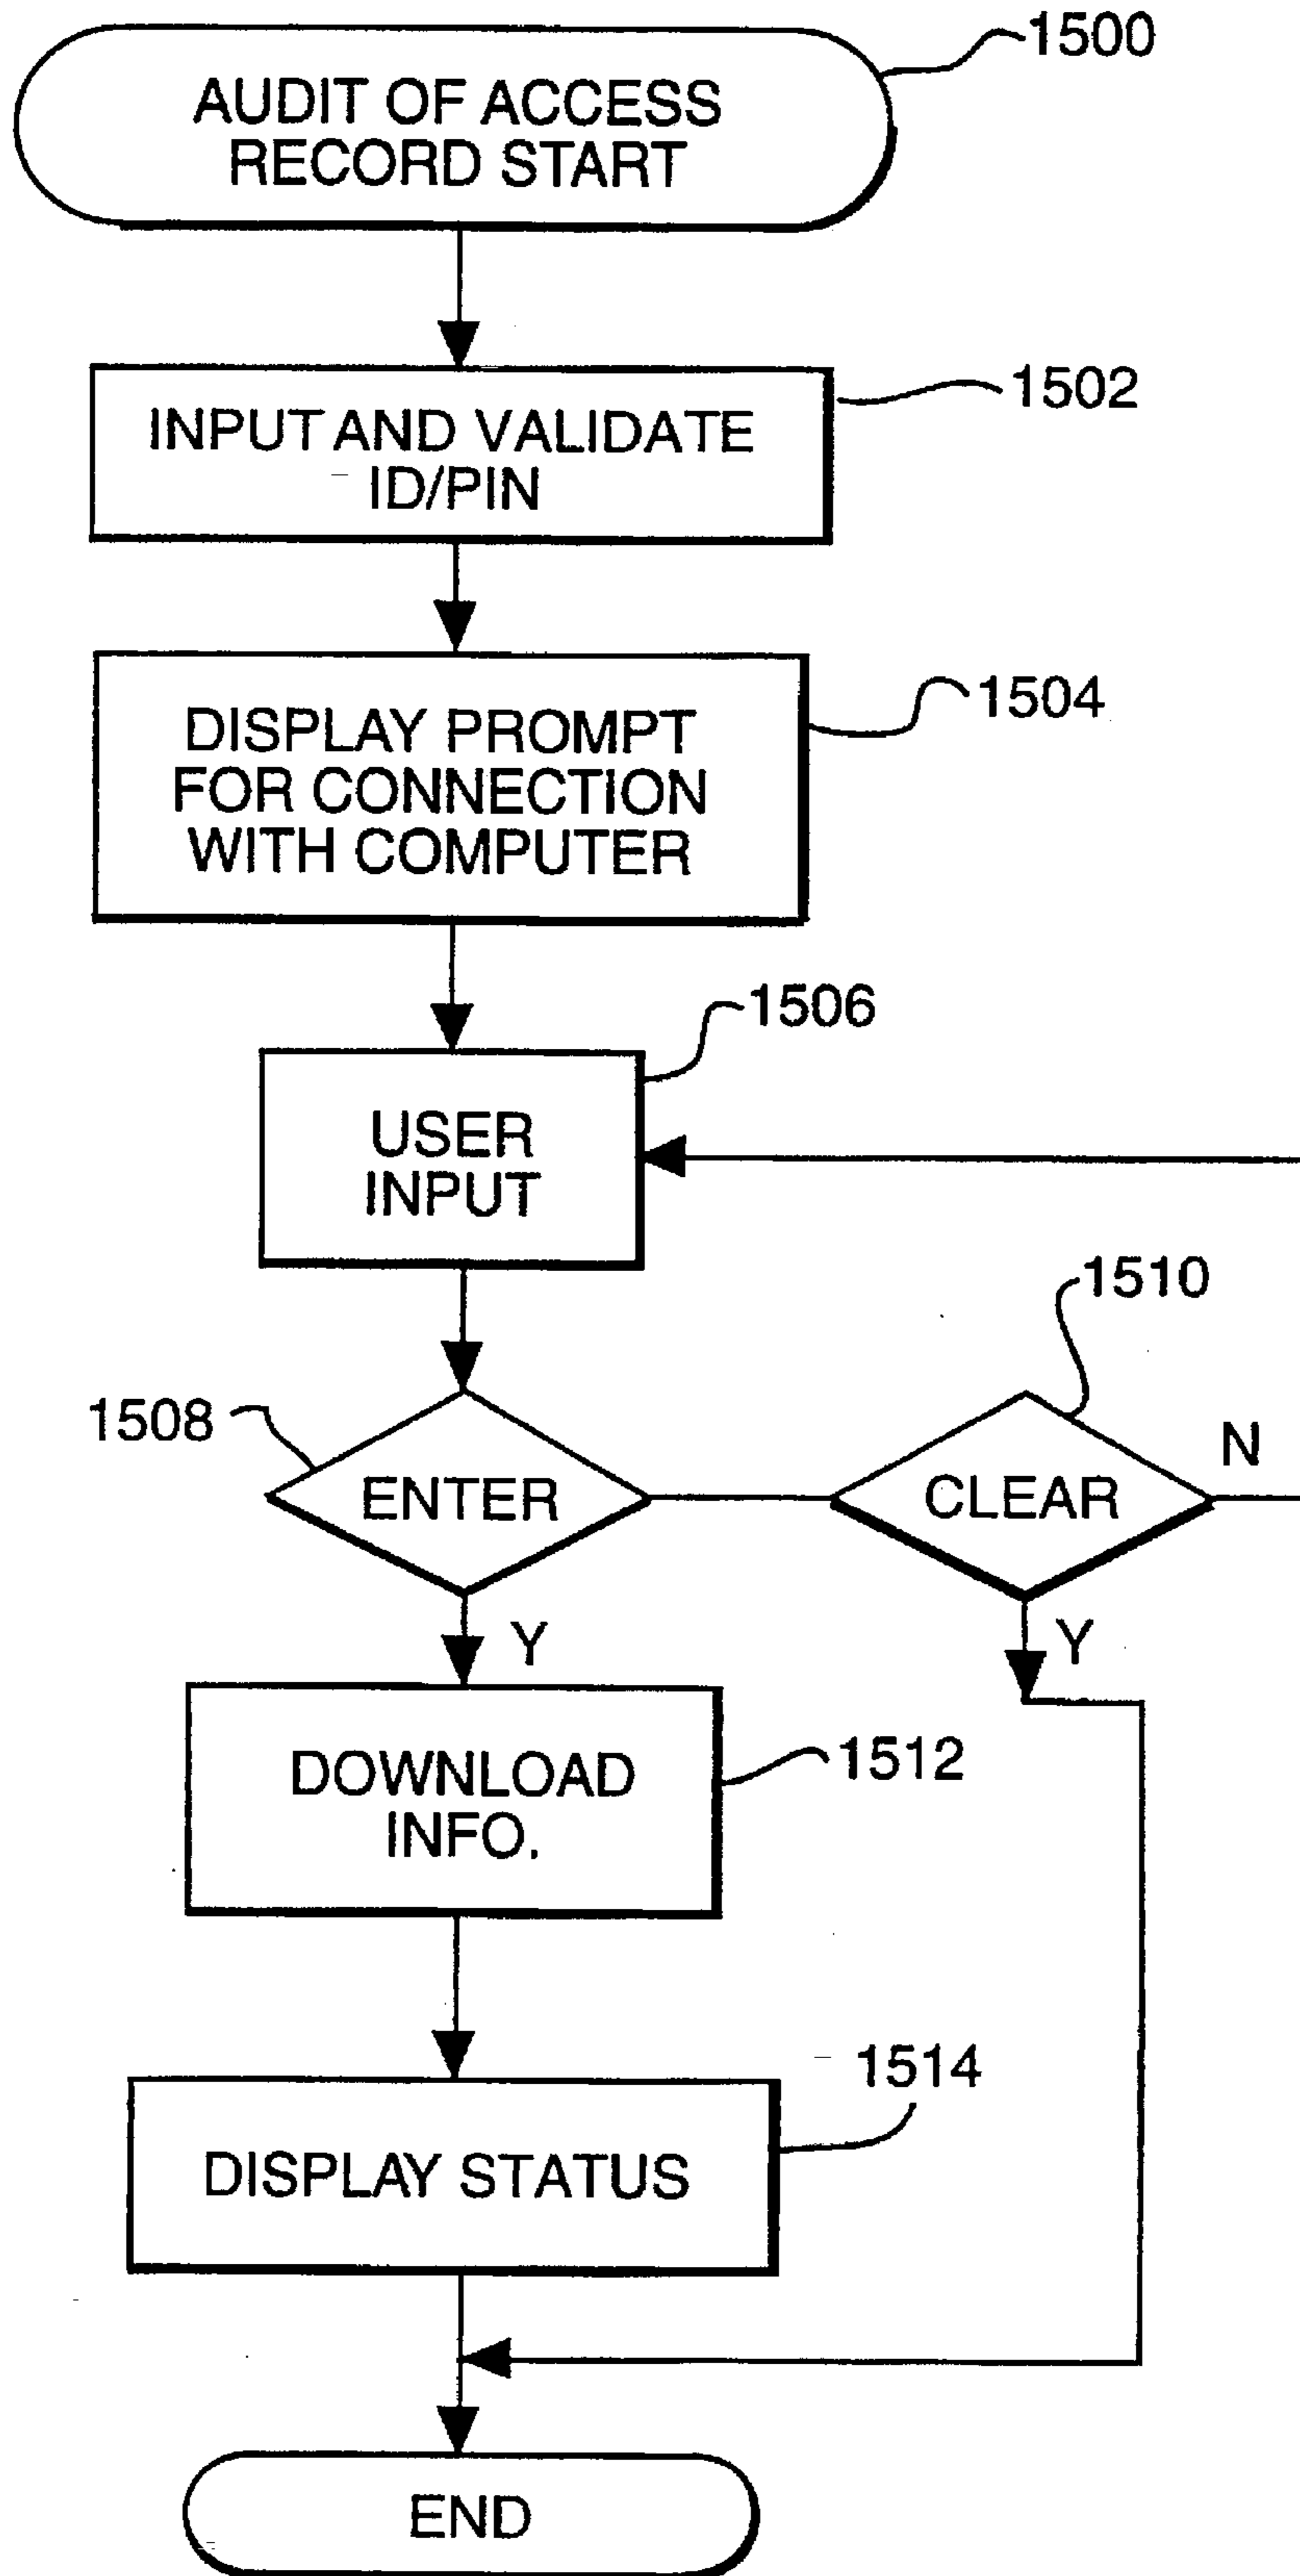 1500
AUDIT OF ACCESS
RECORD START
1502
INPUT AND VALIDATE
ID/PIN
1504
DISPLAY PROMPT
FOR CONNECTION
WITH COMPUTER
1506
USER
INPUT
1510
1508
ENTER
CLEAR
N
Y
Y
DOWNLOAD
INFO.
1512
1514
DISPLAY STATUS
END